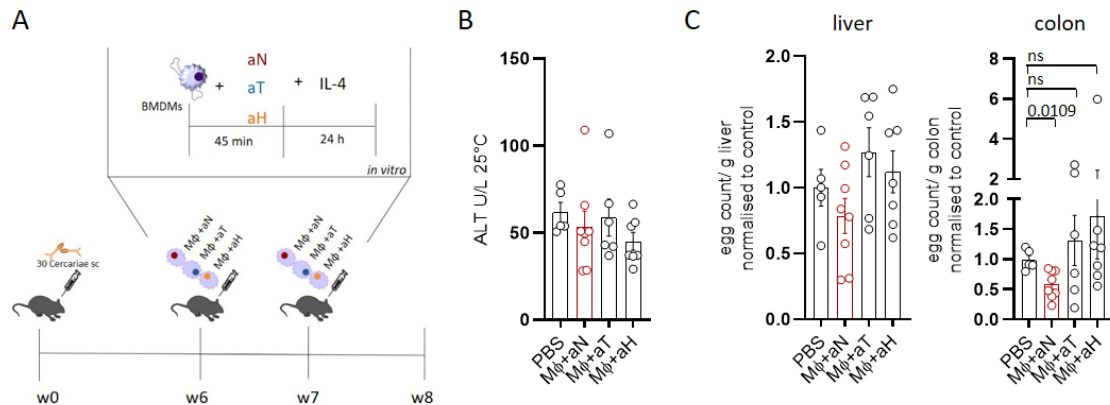 A
aN
BMDMs + aT + IL-4
aH
45 min
24 h
in vitro
30 Cercariae sc
Mϕ +aN
Mϕ +aT
Mϕ +aH
Mϕ +aN
Mϕ +aT
Mϕ +aH
w0
w6
w7
w8
B
ALT U/L 25°C
150
100
50
0
PBS
Mϕ+aN
Mϕ+aT
Mϕ+aH
C
liver
egg count/ g liver
normalised to control
2.0
1.5
1.0
0.5
0.0
PBS
Mϕ+aN
Mϕ+aT
Mϕ+aH
colon
egg count/ g colon
normalised to control
ns
ns
0.0109
8
6
4
2
2.0
1.5
1.0
0.5
0.0
PBS
Mϕ+aN
Mϕ+aT
Mϕ+aH